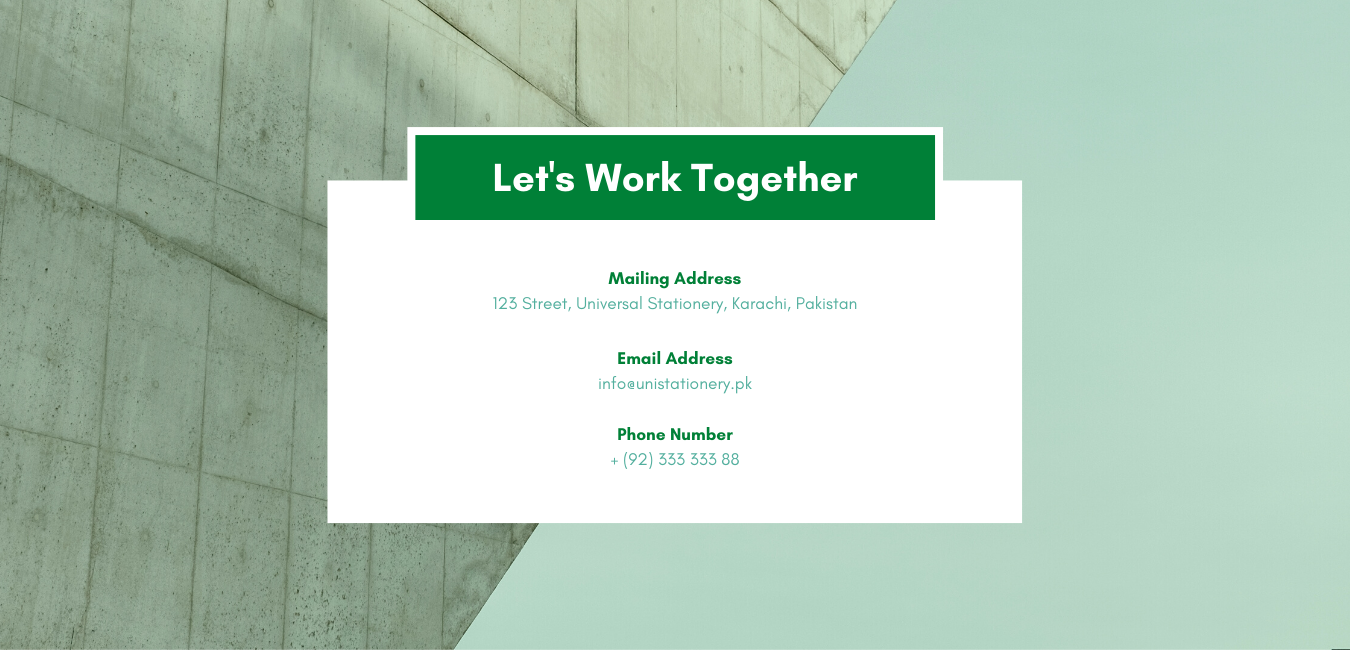 Let's Work Together
Mailing Address
123 Street, Universal Stationery, Karachi, Pakistan
Email Address
info@unistationery.pk
Phone Number
+ (92) 333 333 88